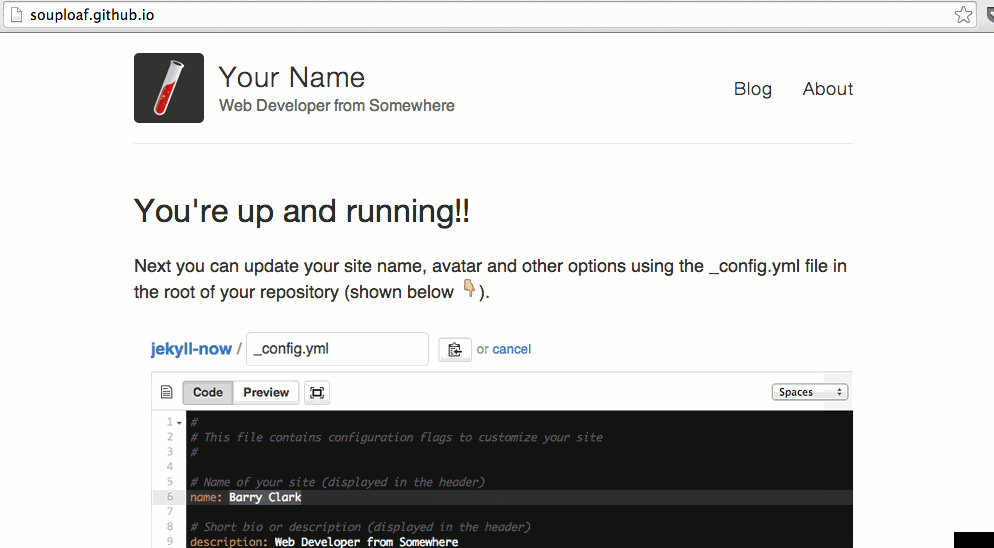 souploaf.github.io
Your Name
Web Developer from Somewhere
Blog About
You're up and running!!
Next you can update your site name, avatar and other options using the _config.yml file in
the root of your repository (shown below 👇).
jekyll-now / _config.yml or cancel
Code Preview Spaces
1 #
2 # This file contains configuration flags to customize your site
3 #
4
5 # Name of your site (displayed in the header)
6 name: Barry Clark
7
8 # Short bio or description (displayed in the header)
9 description: Web Developer from Somewhere